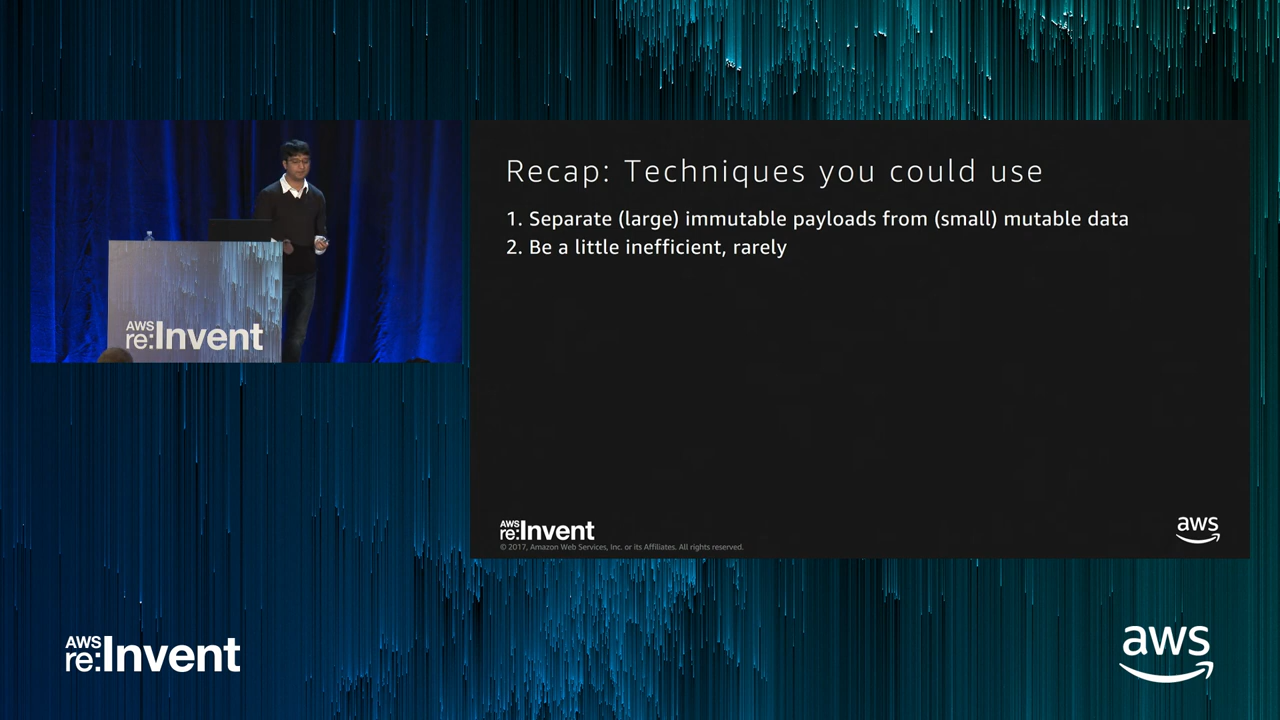 Recap: Techniques you could use
1. Separate (large) immutable payloads from (small) mutable data
2. Be a little inefficient, rarely
AWS
re:Invent
AWS
re:Invent
© 2017, Amazon Web Services, Inc. or its Affiliates. All rights reserved.
aws
AWS
re:Invent
aws